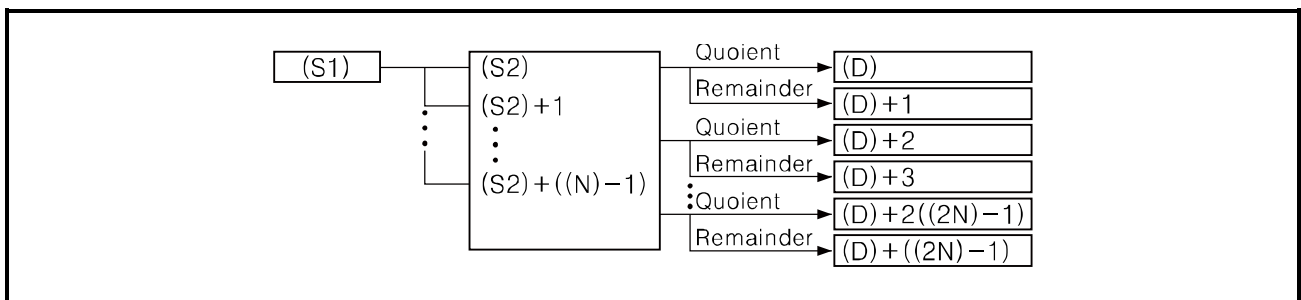 (S1)
(S2)
(S2)+1
(S2)+((N)-1)
Quoient
(D)
Remainder
(D)+1
Quoient
(D)+2
Remainder
(D)+3
Quoient
(D)+2((2N)-1)
Remainder
(D)+((2N)-1)